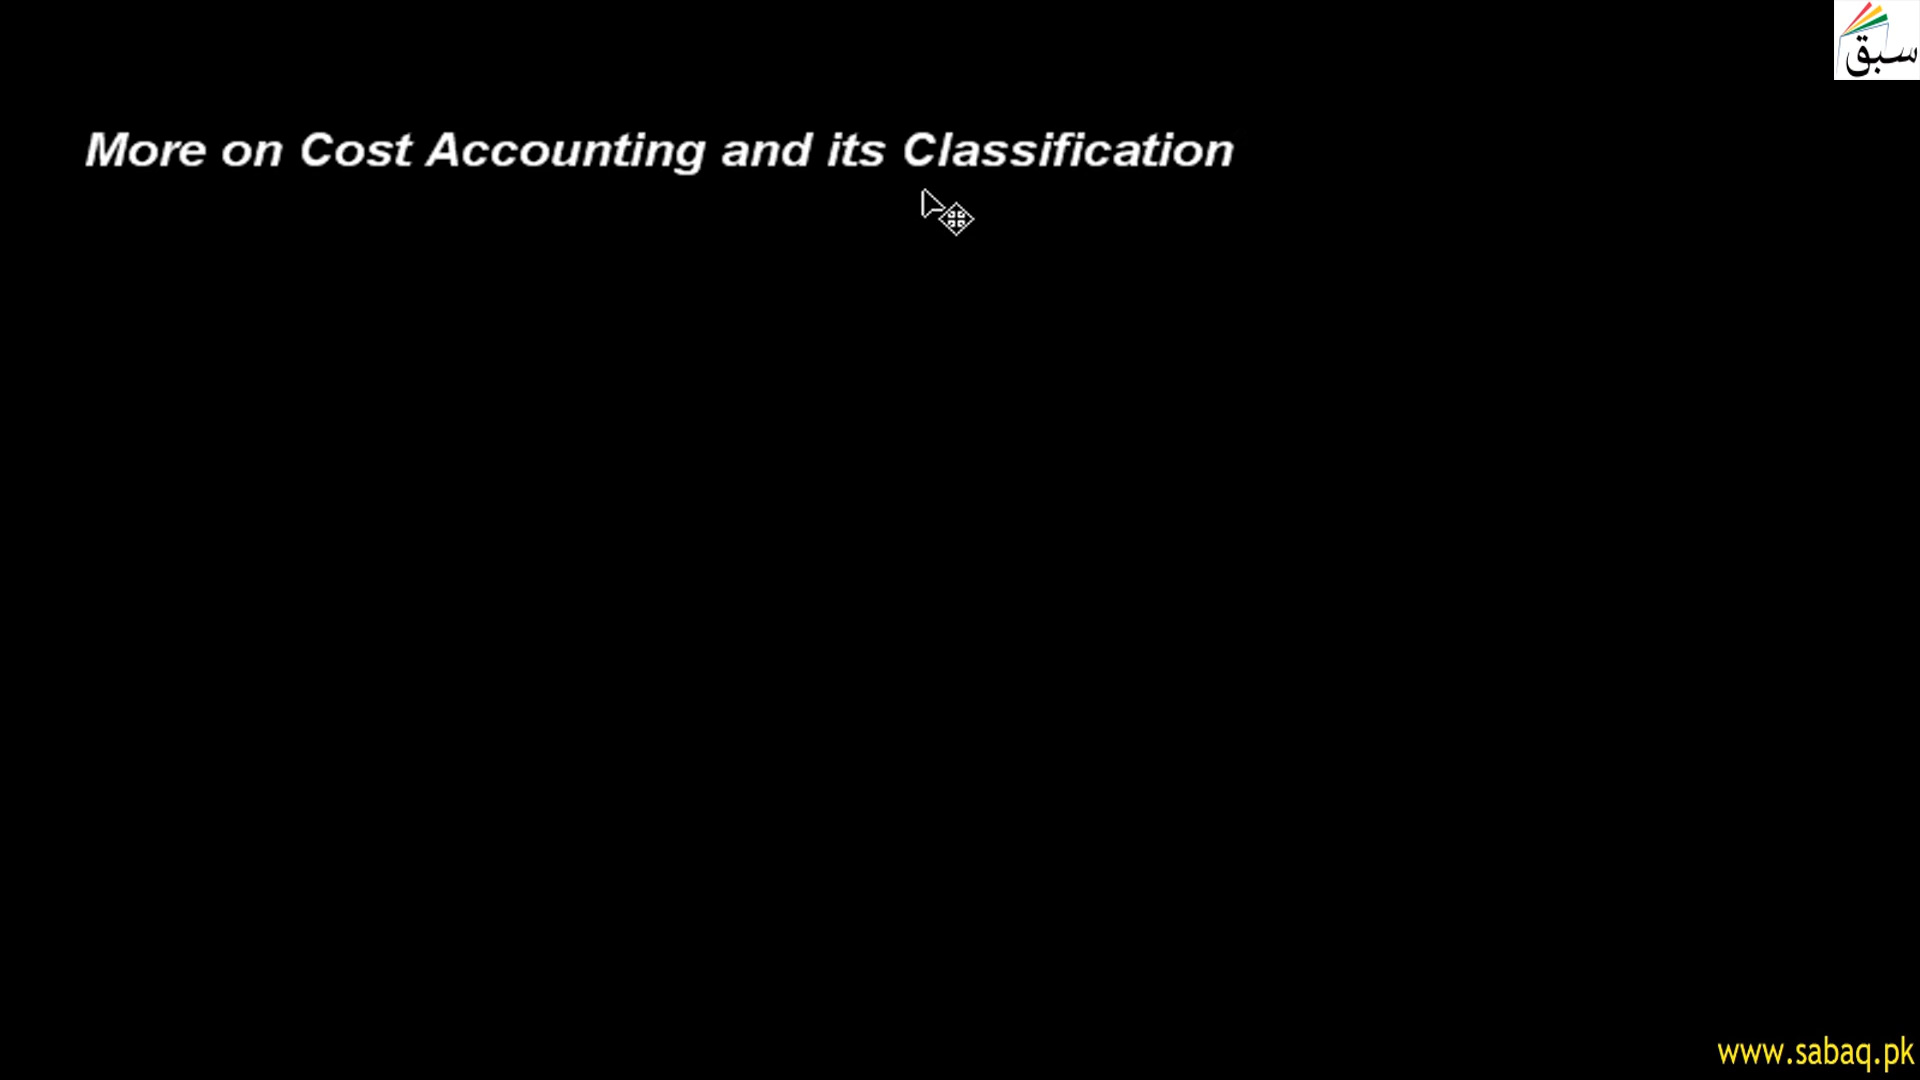 سبق
More on Cost Accounting and its Classification
www.sabaq.pk